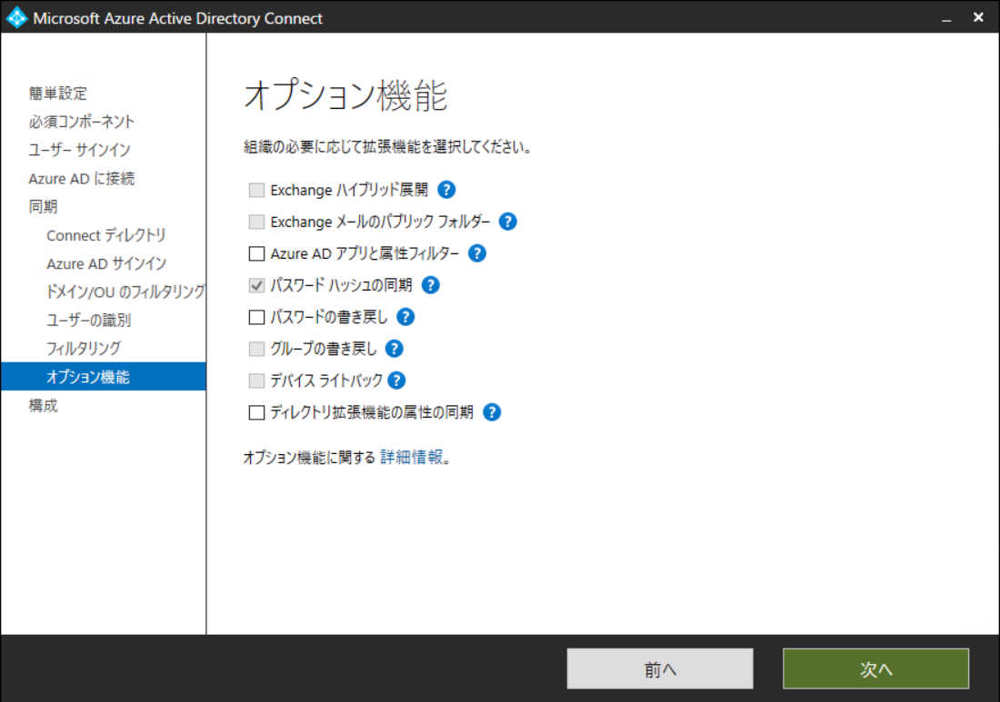 Microsoft Azure Active Directory Connect
簡単設定
必須コンポーネント
ユーザー サインイン
Azure AD に接続
同期
Connect ディレクトリ
Azure AD サインイン
ドメイン/OU のフィルタリング
ユーザーの識別
フィルタリング
オプション機能
構成
オプション機能
組織の必要に応じて拡張機能を選択してください。
Exchange ハイブリッド展開 ?
Exchange メールのパブリック フォルダー ?
Azure AD アプリと属性フィルター ?
パスワード ハッシュの同期 ?
パスワードの書き戻し ?
グループの書き戻し ?
デバイス ライトバック ?
ディレクトリ拡張機能の属性の同期 ?
オプション機能に関する 詳細情報。
前へ
次へ